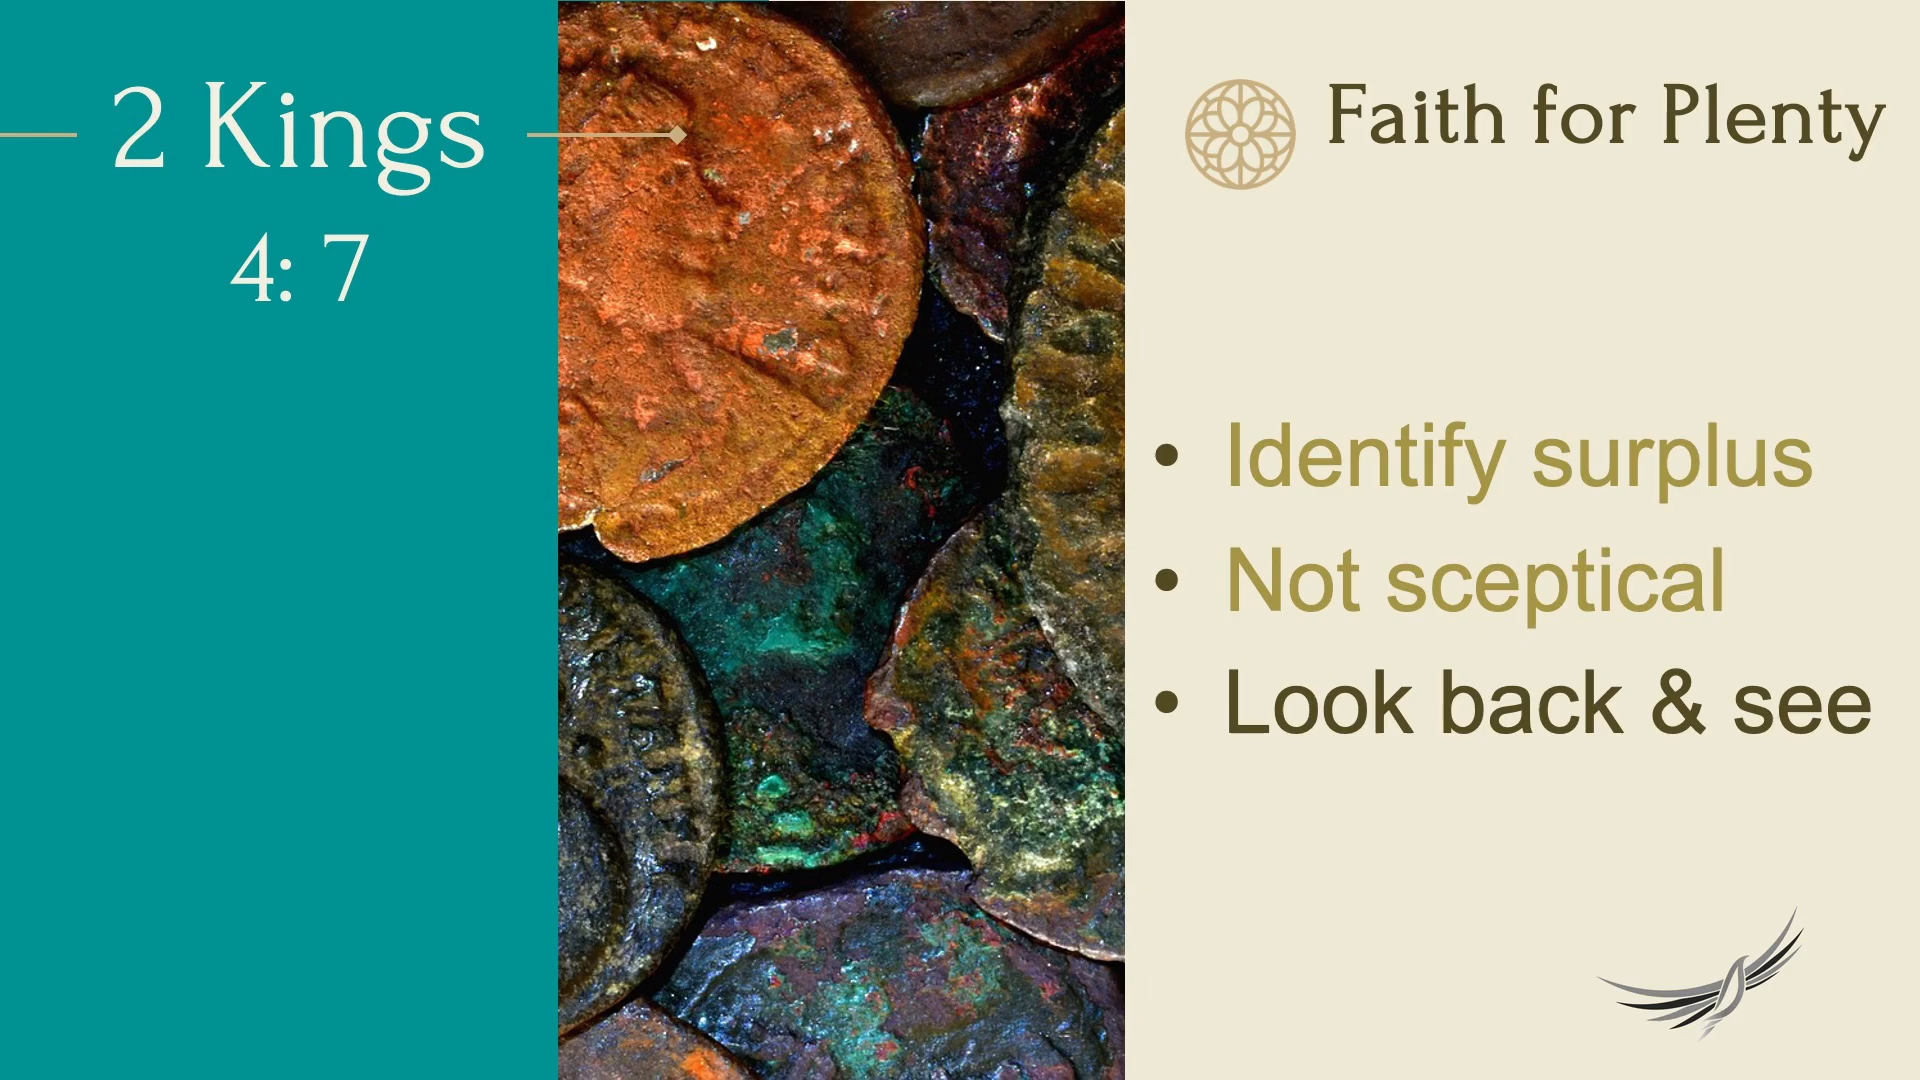 2 Kings
4: 7
Faith for Plenty
• Identify surplus
• Not sceptical
• Look back & see